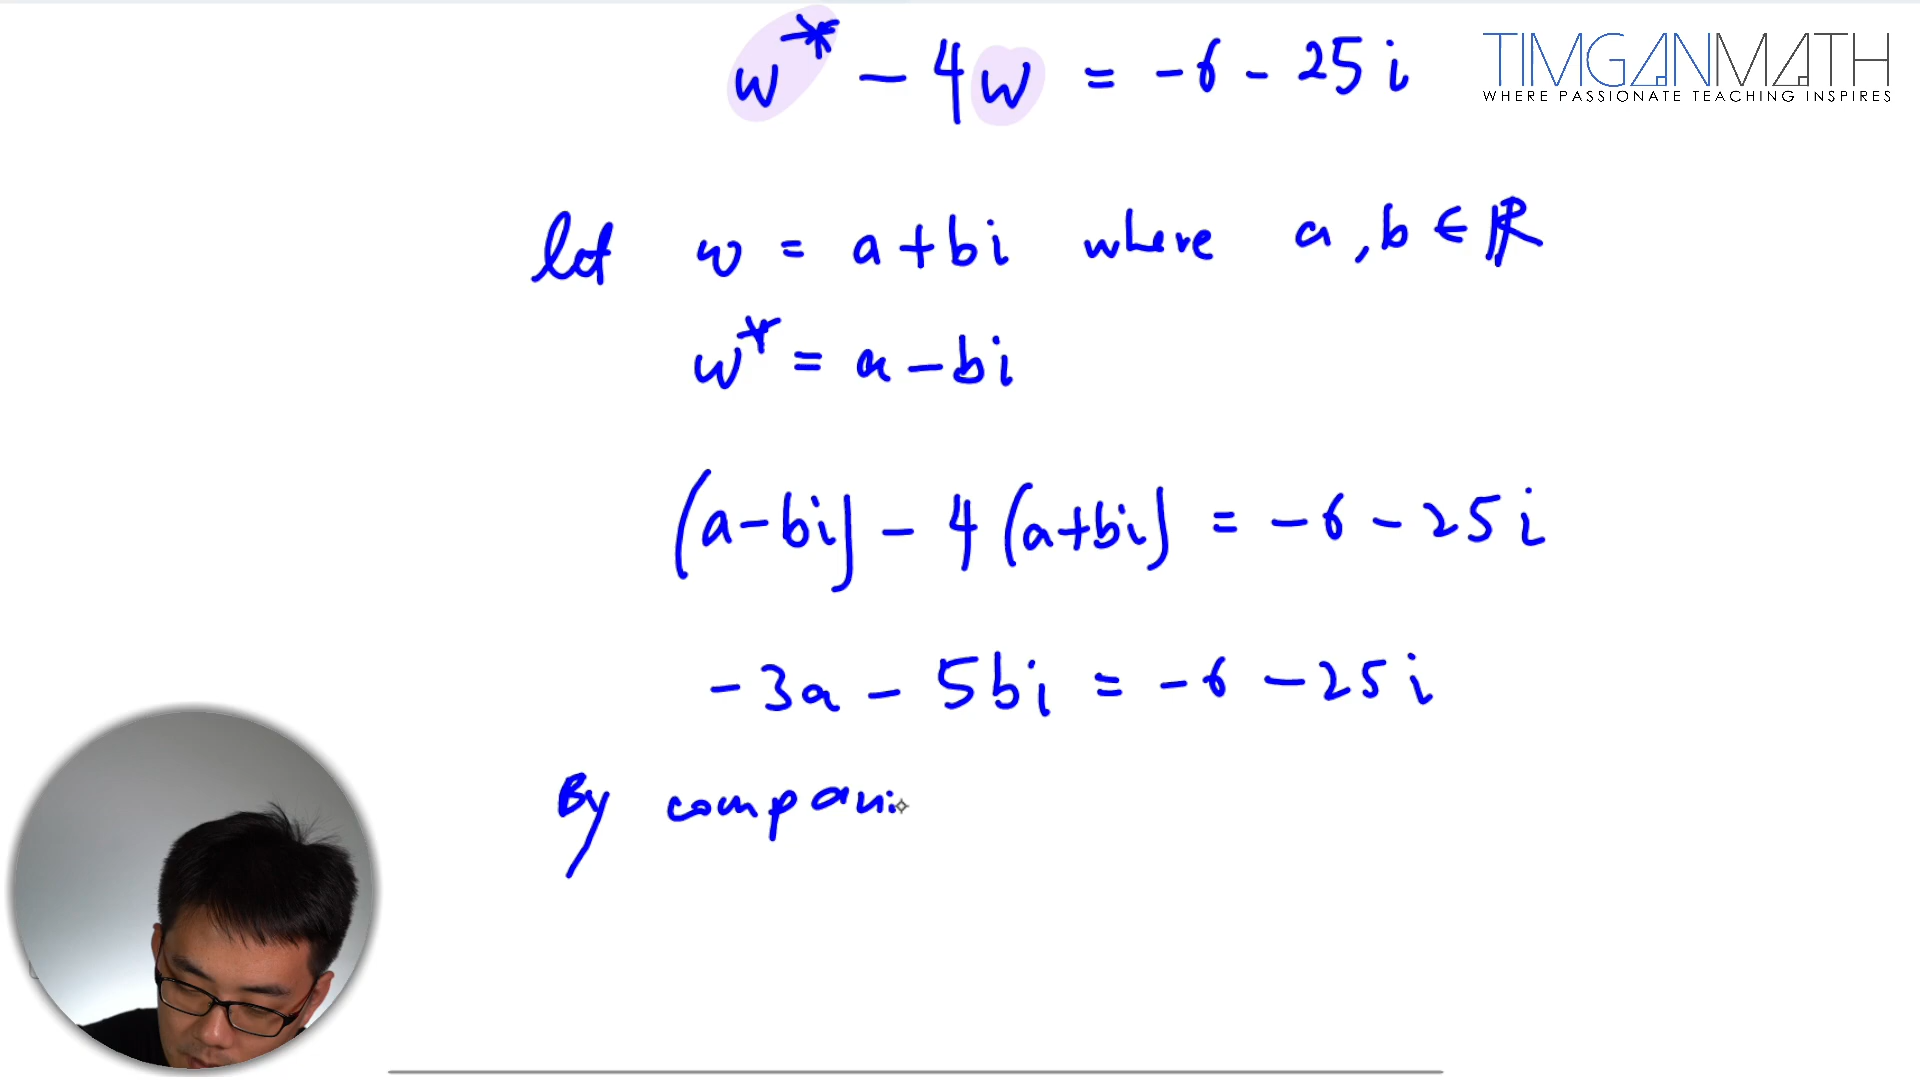 w* - 4w = -6 - 25i
TIMGANMATH
WHERE PASSIONATE TEACHING INSPIRES
let w = a+bi where a, b ∈ ℝ
w* = a - bi
(a-bi) - 4(a+bi) = -6 - 25i
-3a - 5bi = -6 - 25i
By compari